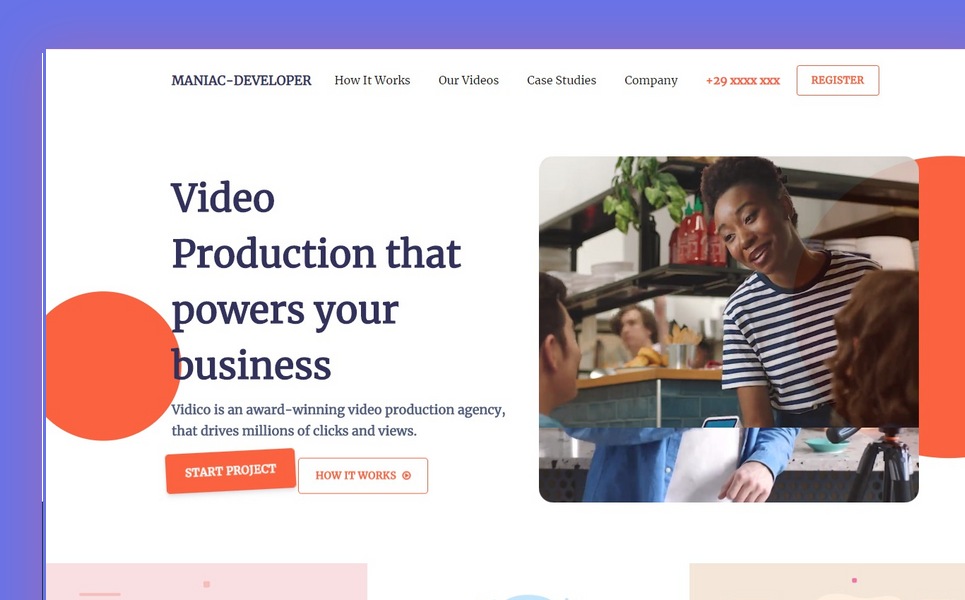 MANIAC-DEVELOPER How It Works Our Videos Case Studies Company +29 xxxx xxx REGISTER
Video
Production that
powers your
business
Vidico is an award-winning video production agency,
that drives millions of clicks and views.
START PROJECT HOW IT WORKS